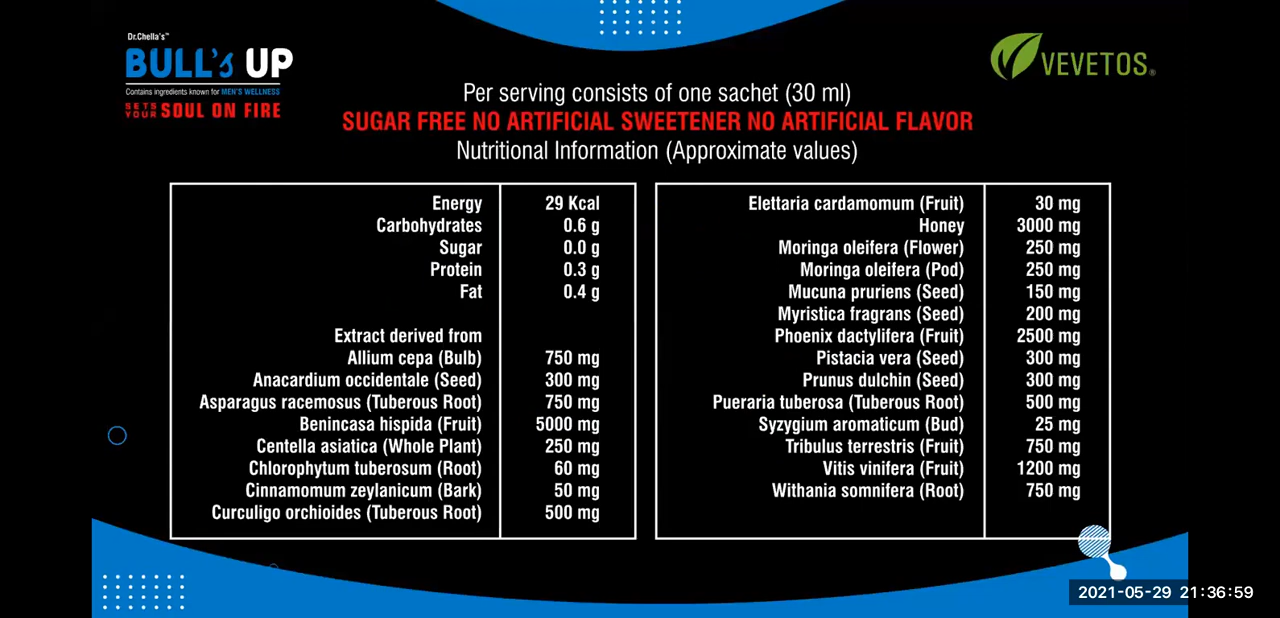 Dr.Chella's™
BULL's UP
Contains ingredients known for MEN'S WELLNESS
SETS YOUR SOUL ON FIRE
VEVETOS®
Per serving consists of one sachet (30 ml)
SUGAR FREE NO ARTIFICIAL SWEETENER NO ARTIFICIAL FLAVOR
Nutritional Information (Approximate values)
Energy 29 Kcal
Carbohydrates 0.6 g
Sugar 0.0 g
Protein 0.3 g
Fat 0.4 g
Extract derived from
Allium cepa (Bulb) 750 mg
Anacardium occidentale (Seed) 300 mg
Asparagus racemosus (Tuberous Root) 750 mg
Benincasa hispida (Fruit) 5000 mg
Centella asiatica (Whole Plant) 250 mg
Chlorophytum tuberosum (Root) 60 mg
Cinnamomum zeylanicum (Bark) 50 mg
Curculigo orchioides (Tuberous Root) 500 mg
Elettaria cardamomum (Fruit) 30 mg
Honey 3000 mg
Moringa oleifera (Flower) 250 mg
Moringa oleifera (Pod) 250 mg
Mucuna pruriens (Seed) 150 mg
Myristica fragrans (Seed) 200 mg
Phoenix dactylifera (Fruit) 2500 mg
Pistacia vera (Seed) 300 mg
Prunus dulchin (Seed) 300 mg
Pueraria tuberosa (Tuberous Root) 500 mg
Syzygium aromaticum (Bud) 25 mg
Tribulus terrestris (Fruit) 750 mg
Vitis vinifera (Fruit) 1200 mg
Withania somnifera (Root) 750 mg
2021-05-29 21:36:59